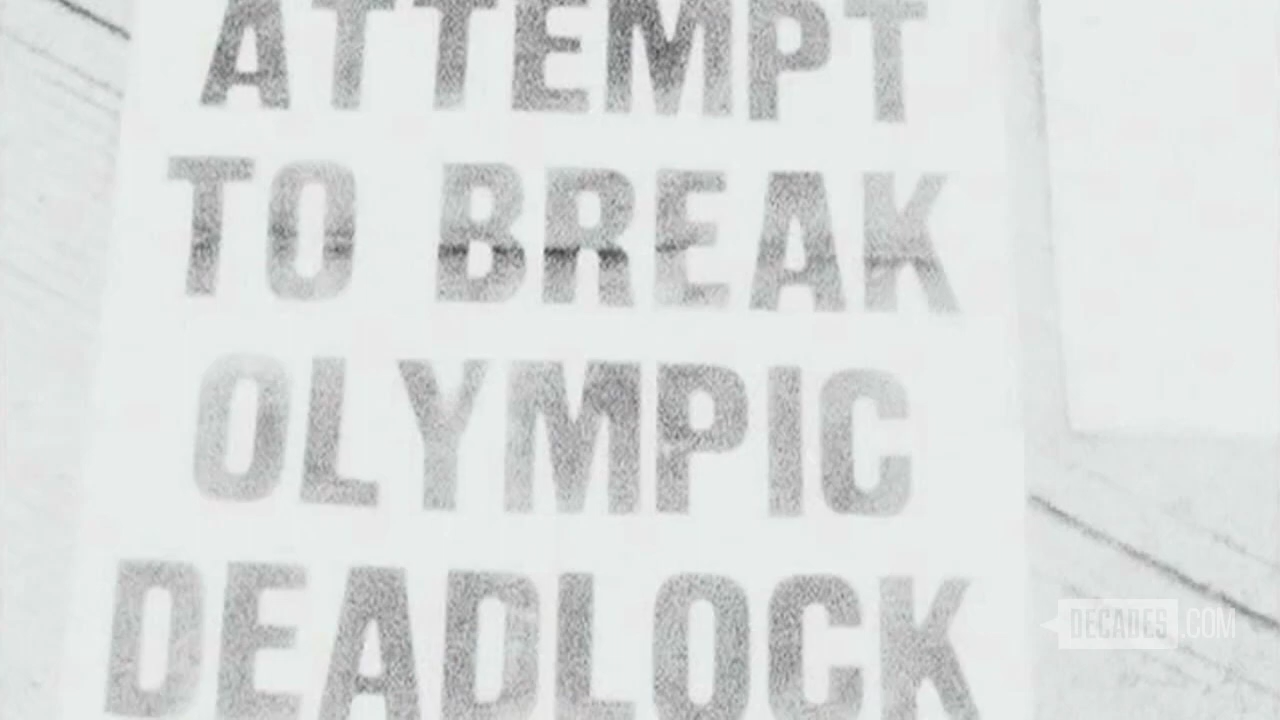 ATTEMPT
TO BREAK
OLYMPIC
DEADLOCK
DECADES.COM